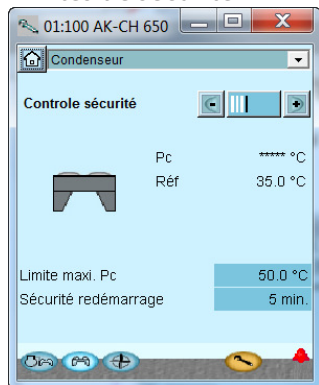 01:100 AK-CH 650
Condenseur
Controle sécurité
Pc ***** °C
Réf 35.0 °C
Limite maxi. Pc 50.0 °C
Sécurité redémarrage 5 min.